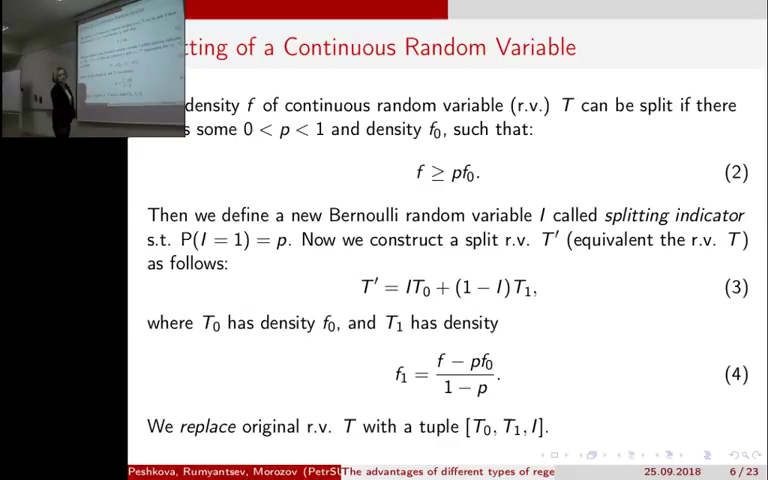 tting of a Continuous Random Variable
density f of continuous random variable (r.v.) T can be split if there
s some 0 < p < 1 and density f₀, such that:
f ≥ pf₀. (2)
Then we define a new Bernoulli random variable I called splitting indicator
s.t. P(I = 1) = p. Now we construct a split r.v. T′ (equivalent the r.v. T)
as follows:
T′ = IT₀ + (1 − I)T₁, (3)
where T₀ has density f₀, and T₁ has density
f₁ = (f − pf₀)/(1 − p). (4)
We replace original r.v. T with a tuple [T₀, T₁, I].
Peshkova, Rumyantsev, Morozov (PetrSU The advantages of different types of rege 25.09.2018 6 / 23